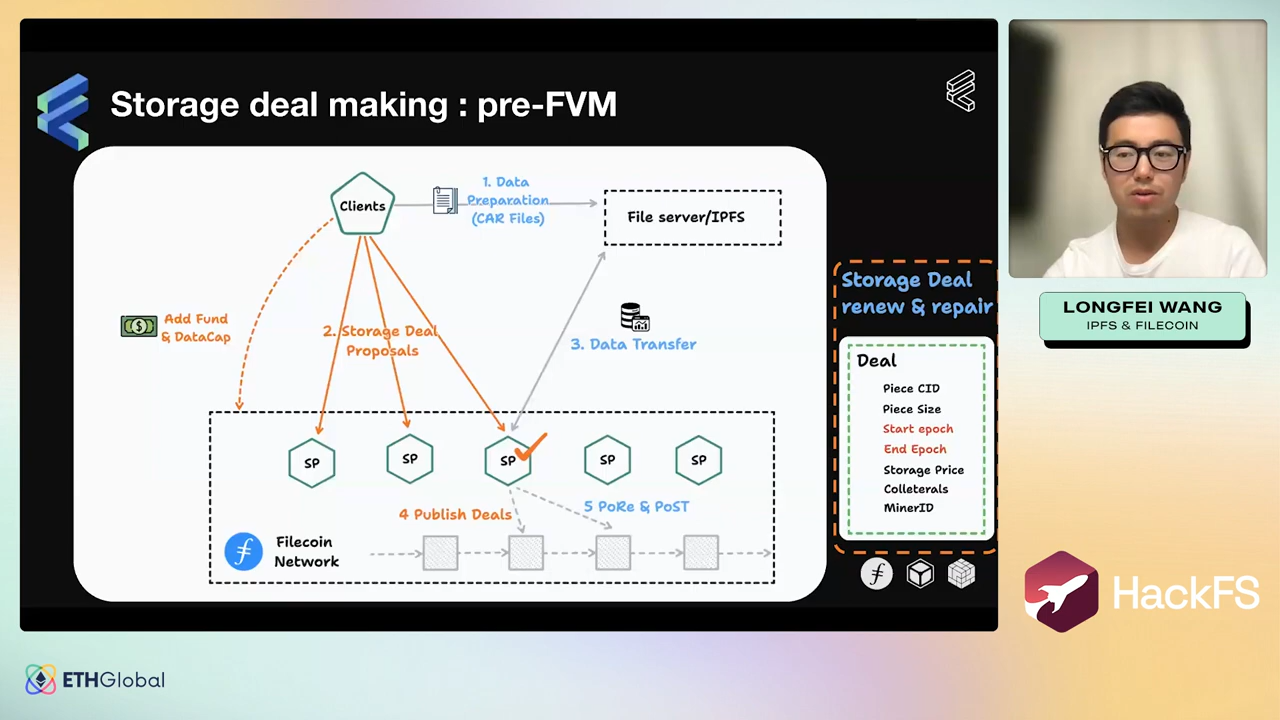 Storage deal making : pre-FVM
Clients
1. Data
Preparation
(CAR Files)
File server/IPFS
Add Fund
& DataCap
2. Storage Deal
Proposals
3. Data Transfer
SP
SP
SP
SP
SP
4 Publish Deals
5 PoRe & PoST
Filecoin
Network
Storage Deal
renew & repair
Deal
Piece CID
Piece Size
Start epoch
End Epoch
Storage Price
Colleterals
MinerID
LONGFEI WANG
IPFS & FILECOIN
HackFS
ETHGlobal